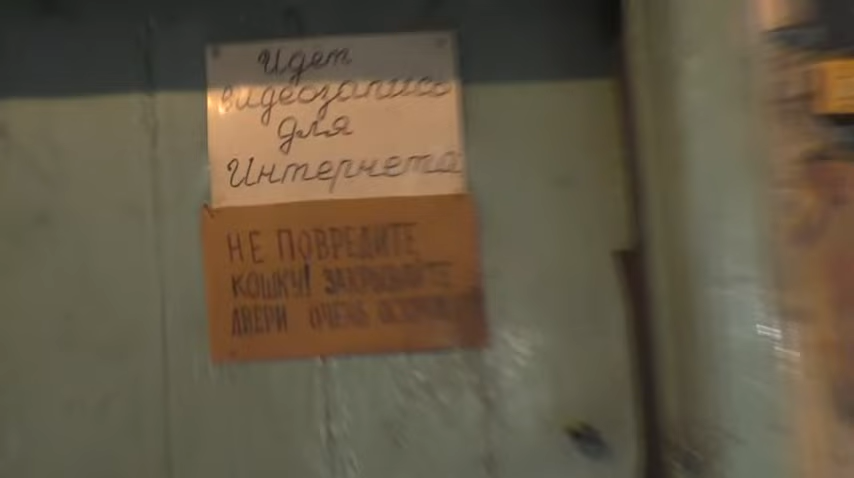 Идет
видеозапись
для
Интернета
НЕ ПОВРЕДИТЕ
КОШКУ! ЗАКРЫВАЙТЕ
ДВЕРИ ОЧЕНЬ